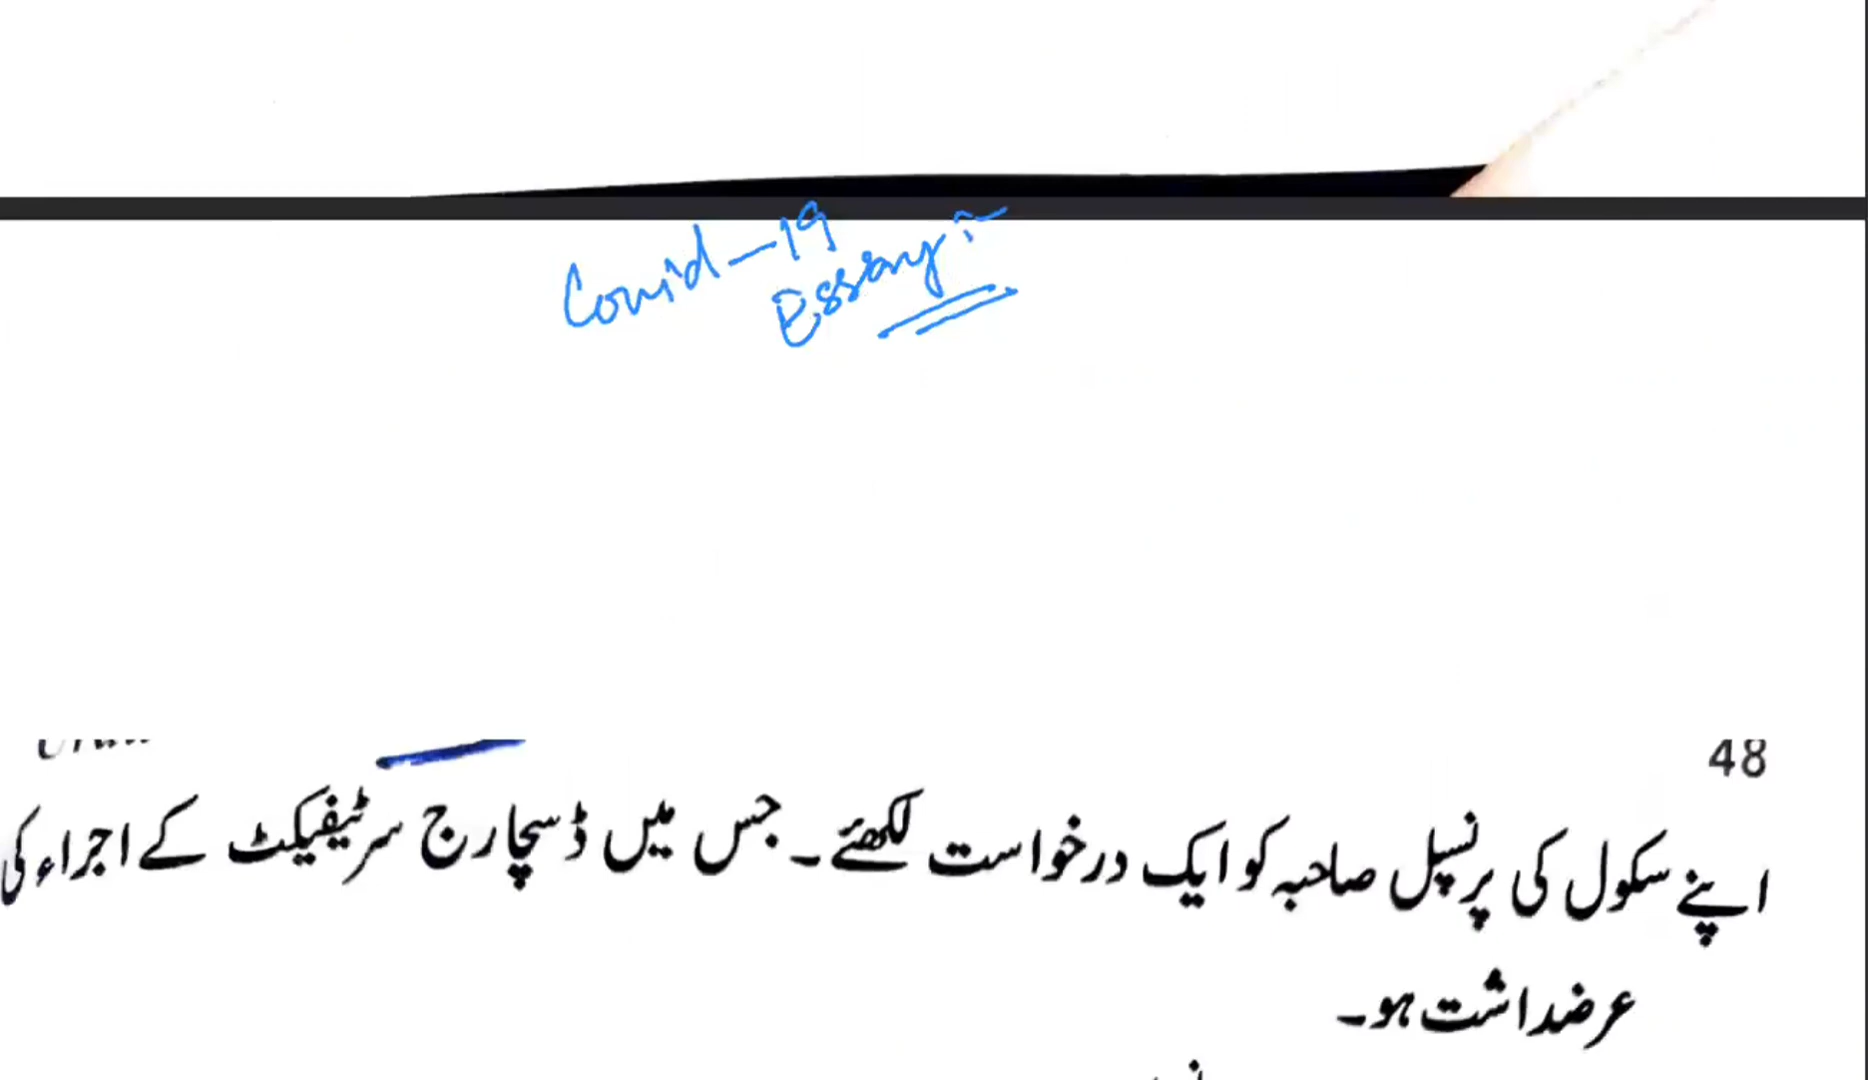 Covid-19
Essay:-
48
اپنے سکول کی پرنسپل صاحبہ کو ایک درخواست لکھئے ۔ جس میں ڈسچارج سرٹیفیکٹ کے اجراء کی
عرضداشت ہو۔